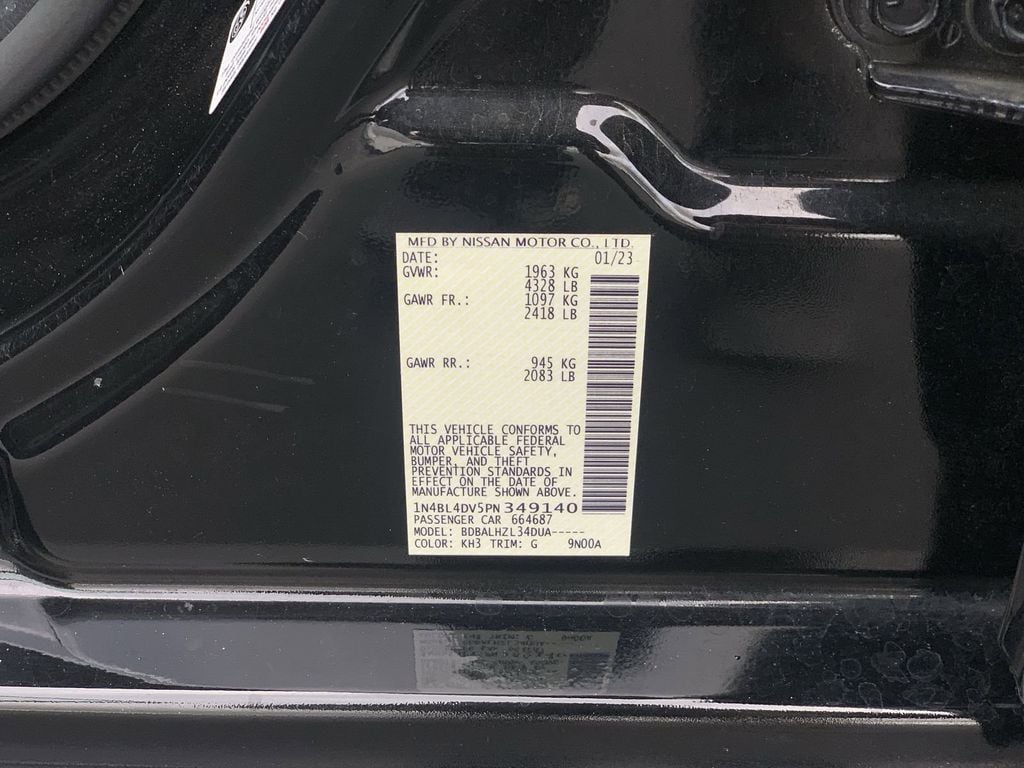 MFD BY NISSAN MOTOR CO., LTD.
DATE: 01/23
GVWR: 1963 KG
4328 LB
GAWR FR.: 1097 KG
2418 LB
GAWR RR.: 945 KG
2083 LB
THIS VEHICLE CONFORMS TO
ALL APPLICABLE FEDERAL
MOTOR VEHICLE SAFETY,
BUMPER, AND THEFT
PREVENTION STANDARDS IN
EFFECT ON THE DATE OF
MANUFACTURE SHOWN ABOVE.
1N4BL4DV5PN349140
PASSENGER CAR 664687
MODEL: BDBALHZL34DUA-----
COLOR: KH3 TRIM: G 9N00A